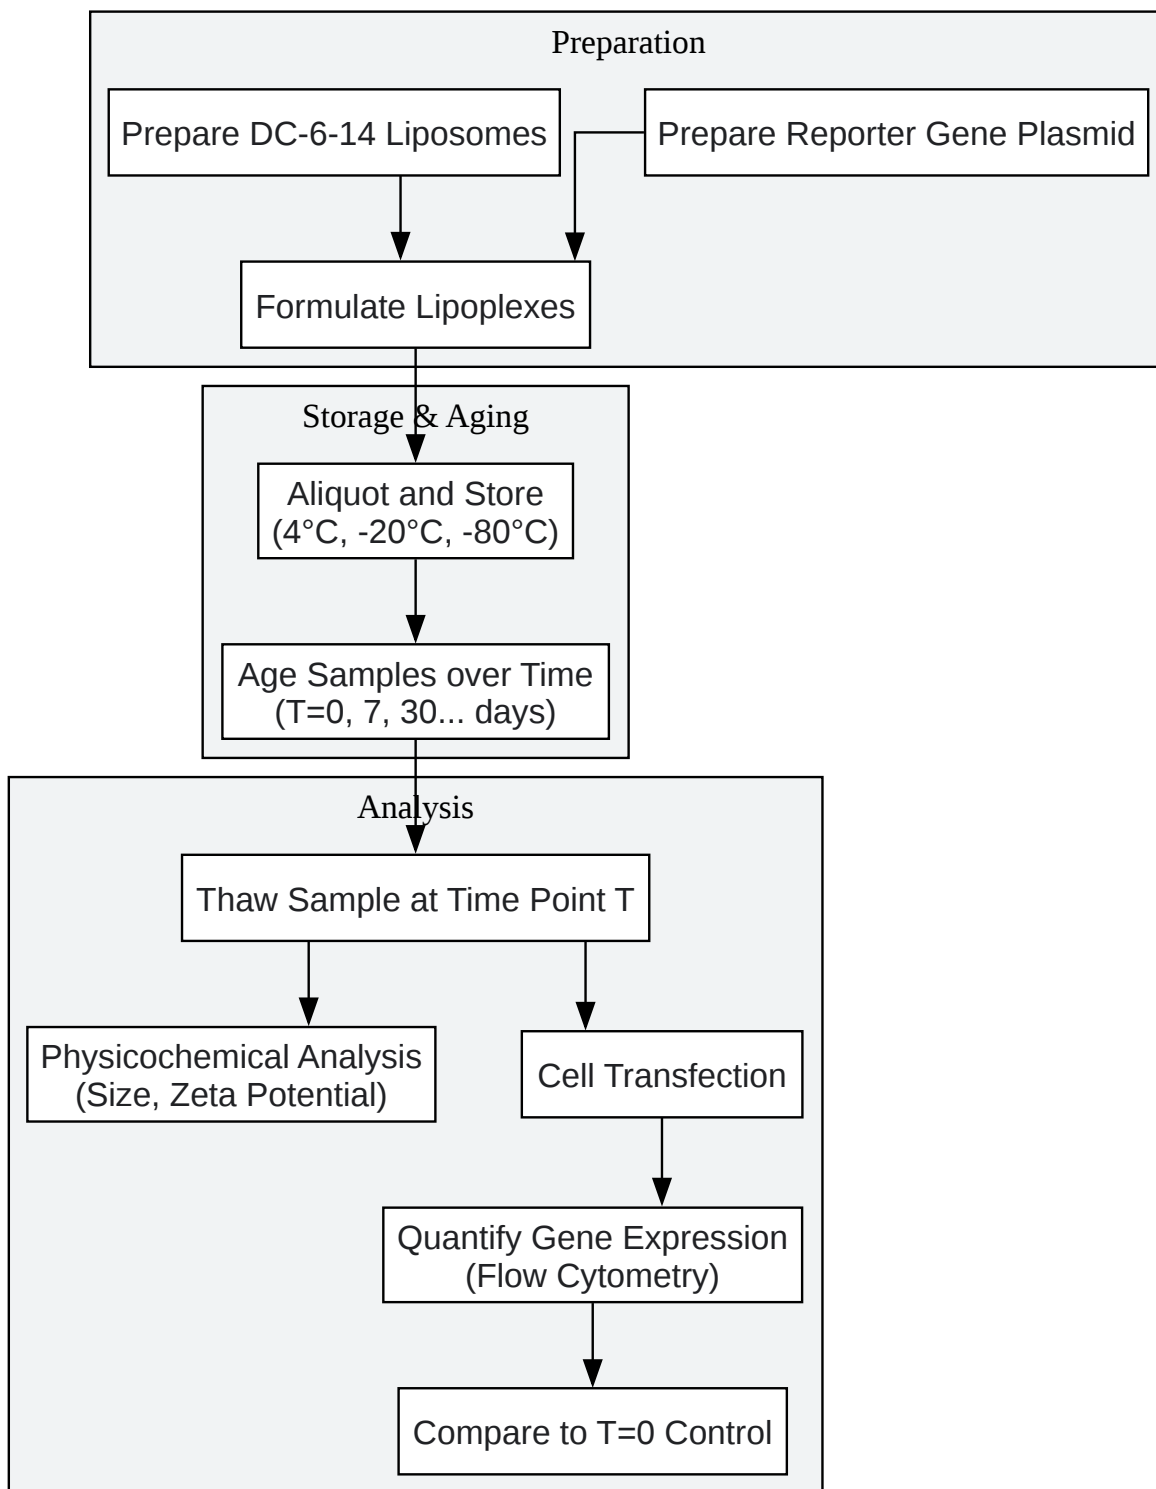 Preparation
Prepare DC-6-14 Liposomes
Prepare Reporter Gene Plasmid
Formulate Lipoplexes
Storage & Aging
Aliquot and Store
(4°C, -20°C, -80°C)
Age Samples over Time
(T=0, 7, 30... days)
Analysis
Thaw Sample at Time Point T
Physicochemical Analysis
(Size, Zeta Potential)
Cell Transfection
Quantify Gene Expression
(Flow Cytometry)
Compare to T=0 Control